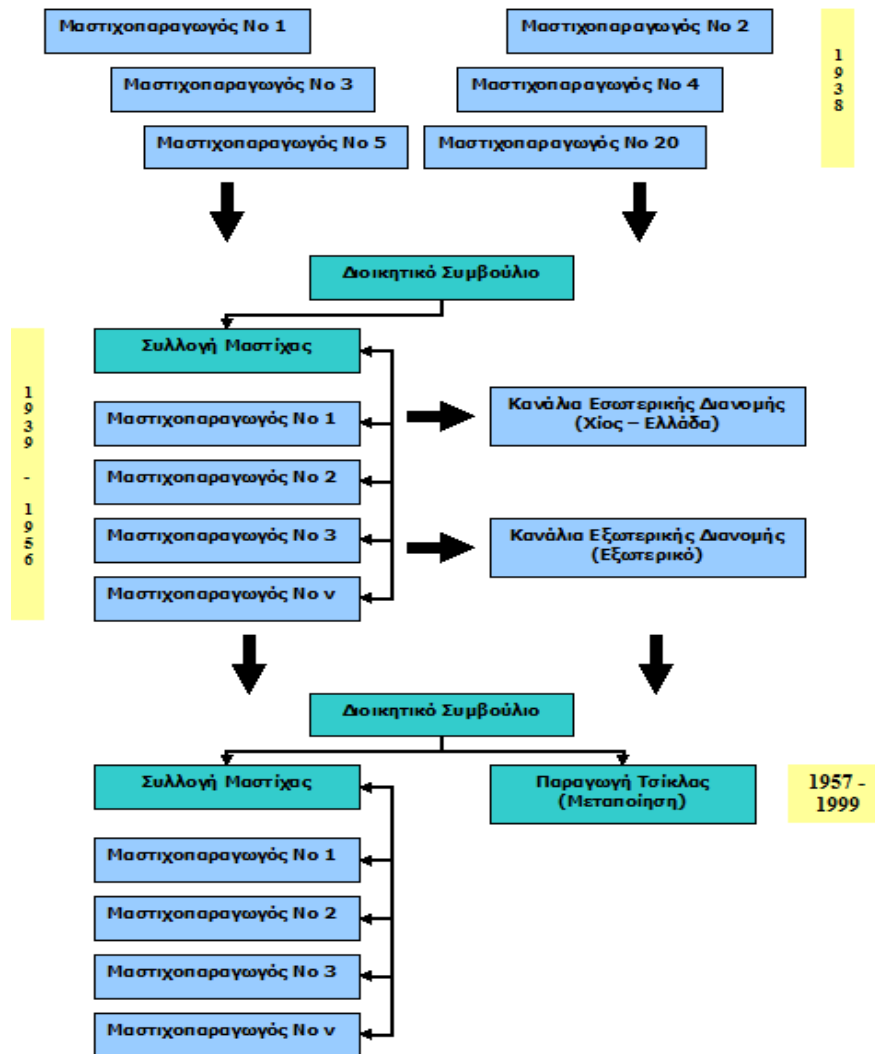 Μαστιχοπαραγωγός Νο 1
Μαστιχοπαραγωγός Νο 2
Μαστιχοπαραγωγός Νο 3
Μαστιχοπαραγωγός Νο 4
Μαστιχοπαραγωγός Νο 5
Μαστιχοπαραγωγός Νο 20
1938
Διοικητικό Συμβούλιο
1939 - 1956
Συλλογή Μαστίχας
Μαστιχοπαραγωγός Νο 1
Μαστιχοπαραγωγός Νο 2
Μαστιχοπαραγωγός Νο 3
Μαστιχοπαραγωγός Νο ν
Κανάλια Εσωτερικής Διανομής
(Χίος – Ελλάδα)
Κανάλια Εξωτερικής Διανομής
(Εξωτερικό)
Διοικητικό Συμβούλιο
Συλλογή Μαστίχας
Παραγωγή Τσίκλας
(Μεταποίηση)
1957 -
1999
Μαστιχοπαραγωγός Νο 1
Μαστιχοπαραγωγός Νο 2
Μαστιχοπαραγωγός Νο 3
Μαστιχοπαραγωγός Νο ν